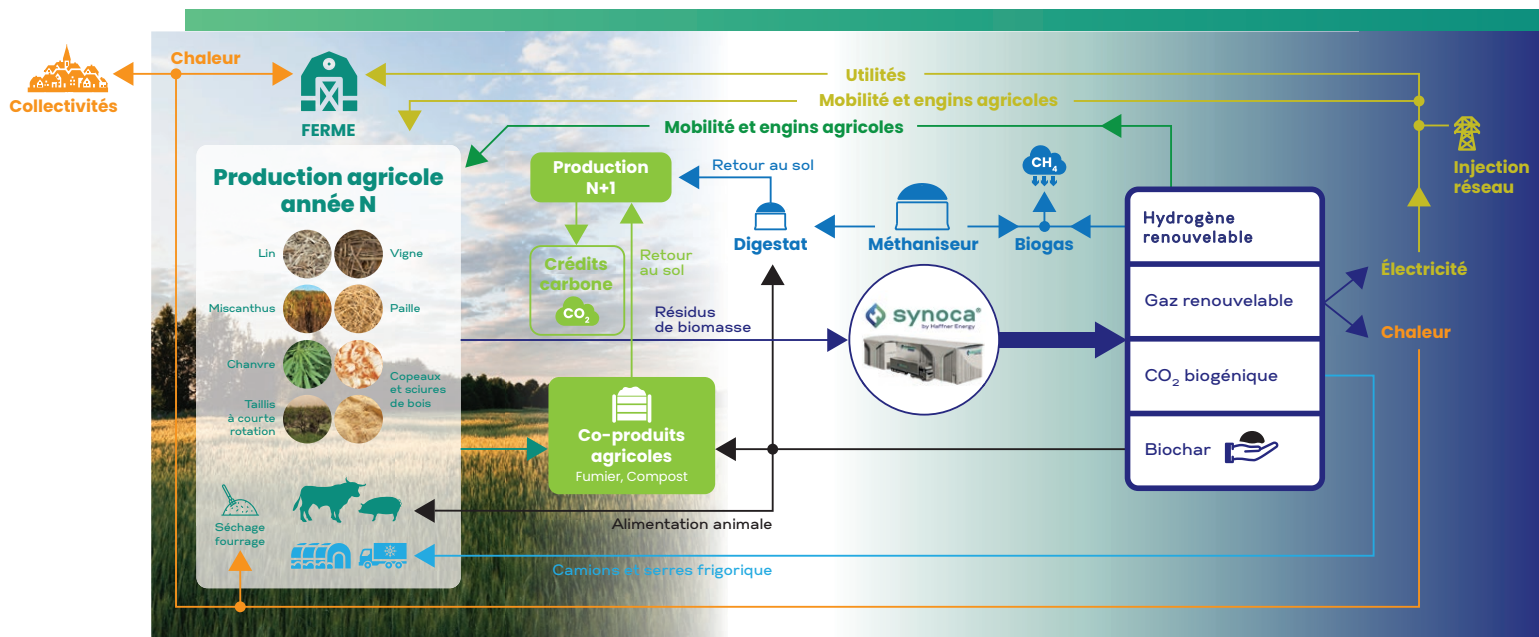 Collectivités
Chaleur
FERME
Utilités
Mobilité et engins agricoles
Mobilité et engins agricoles
Injection
réseau
Production agricole
année N
Lin
Vigne
Miscanthus
Paille
Chanvre
Copeaux
et sciures
de bois
Taillis
à courte
rotation
Séchage
fourrage
Production
N+1
Retour au sol
Crédits
carbone
CO₂
Retour
au sol
Digestat
Méthaniseur
CH₄
Biogas
Résidus
de biomasse
synoca®
by Haffner Energy
Hydrogène
renouvelable
Gaz renouvelable
CO₂ biogénique
Biochar
Électricité
Chaleur
Co-produits
agricoles
Fumier, Compost
Alimentation animale
Camions et serres frigorique